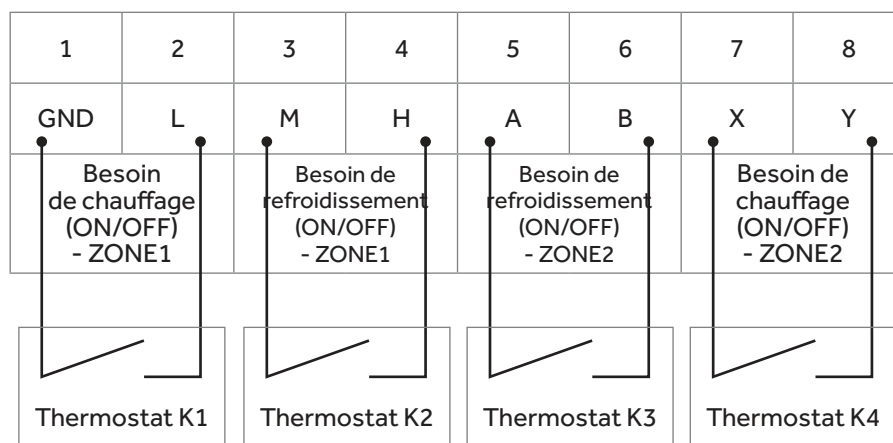 1 2 3 4 5 6 7 8
GND L M H A B X Y
Besoin
de chauffage
(ON/OFF)
- ZONE1
Besoin de
refroidissement
(ON/OFF)
- ZONE1
Besoin de
refroidissement
(ON/OFF)
- ZONE2
Besoin de
chauffage
(ON/OFF)
- ZONE2
Thermostat K1 Thermostat K2 Thermostat K3 Thermostat K4